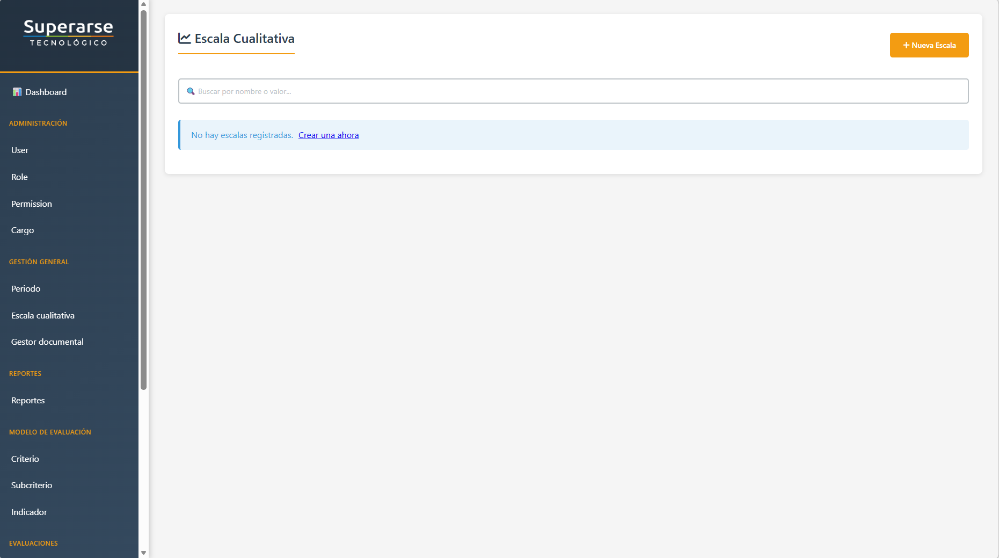 Superarse
TECNOLÓGICO
Dashboard
ADMINISTRACIÓN
User
Role
Permission
Cargo
GESTIÓN GENERAL
Periodo
Escala cualitativa
Gestor documental
REPORTES
Reportes
MODELO DE EVALUACIÓN
Criterio
Subcriterio
Indicador
EVALUACIONES
Escala Cualitativa
+ Nueva Escala
Buscar por nombre o valor...
No hay escalas registradas. Crear una ahora